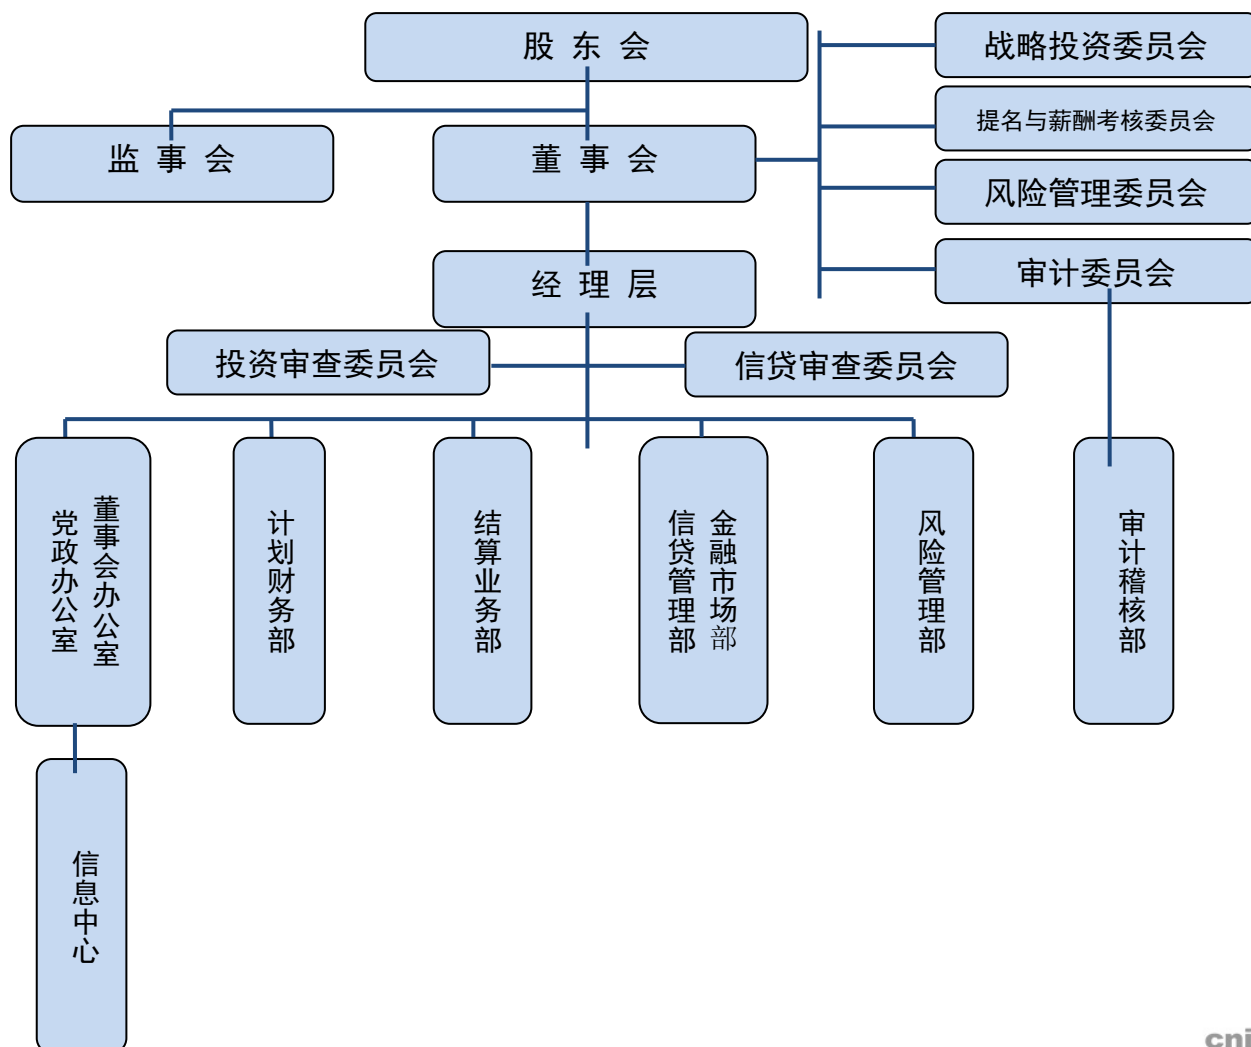 股 东 会
战略投资委员会
提名与薪酬考核委员会
监 事 会
董 事 会
风险管理委员会
经 理 层
审计委员会
投资审查委员会
信贷审查委员会
董事会办公室
党政办公室
计划财务部
结算业务部
金融市场部
信贷管理部
风险管理部
审计稽核部
信息中心
cni